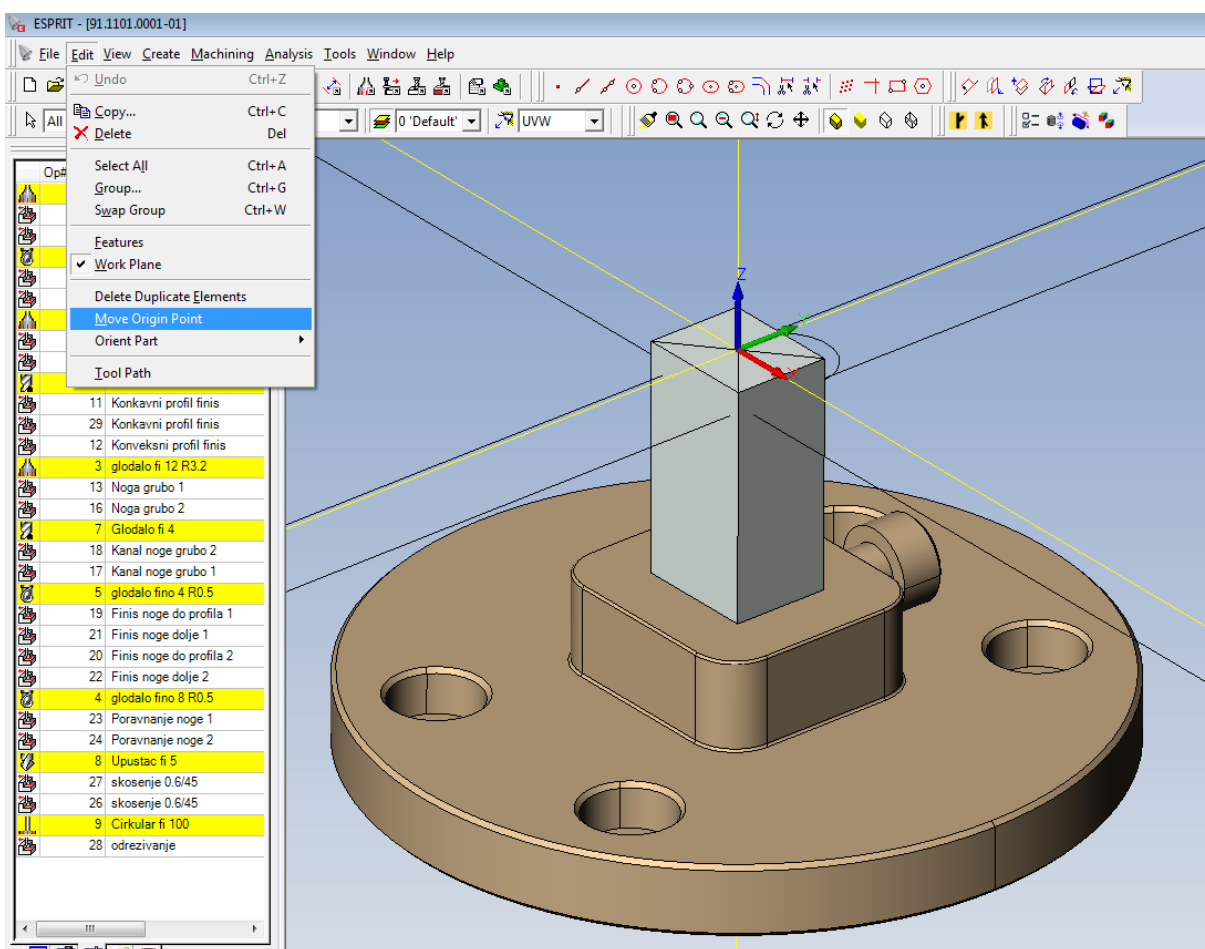 ESPRIT - [91.1101.0001-01]
File Edit View Create Machining Analysis Tools Window Help
Undo Ctrl+Z
Copy... Ctrl+C
Delete Del
Select All Ctrl+A
Group... Ctrl+G
Swap Group Ctrl+W
Features
Work Plane
Delete Duplicate Elements
Move Origin Point
Orient Part
Tool Path
All
0 'Default'
UVW
Op#
11 Konkavni profil finis
29 Konkavni profil finis
12 Konveksni profil finis
3 glodalo fi 12 R3.2
13 Noga grubo 1
16 Noga grubo 2
7 Glodalo fi 4
18 Kanal noge grubo 2
17 Kanal noge grubo 1
5 glodalo fino 4 R0.5
19 Finis noge do profila 1
21 Finis noge dolje 1
20 Finis noge do profila 2
22 Finis noge dolje 2
4 glodalo fino 8 R0.5
23 Poravnanje noge 1
24 Poravnanje noge 2
8 Upustac fi 5
27 skosenje 0.6/45
26 skosenje 0.6/45
9 Cirkular fi 100
28 odrezivanje
Z
Y
X